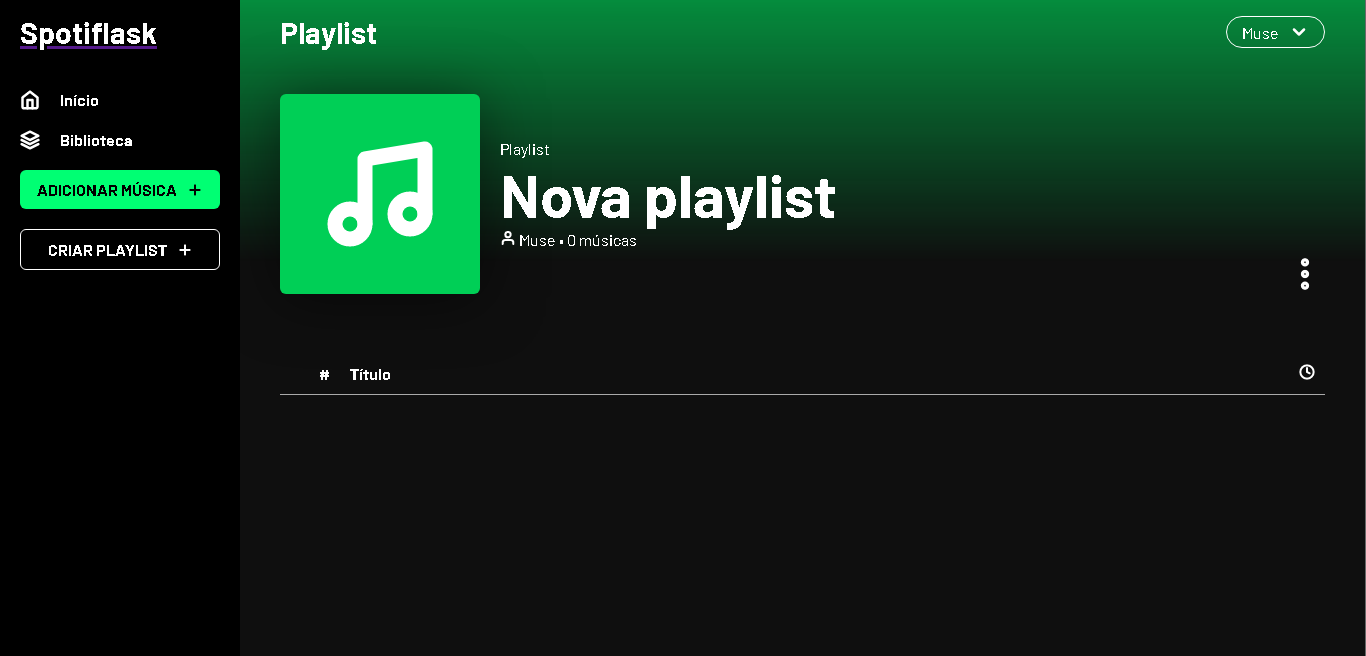 Spotiflask
Início
Biblioteca
ADICIONAR MÚSICA +
CRIAR PLAYLIST +
Playlist
Muse
Playlist
Nova playlist
Muse • 0 músicas
# Título